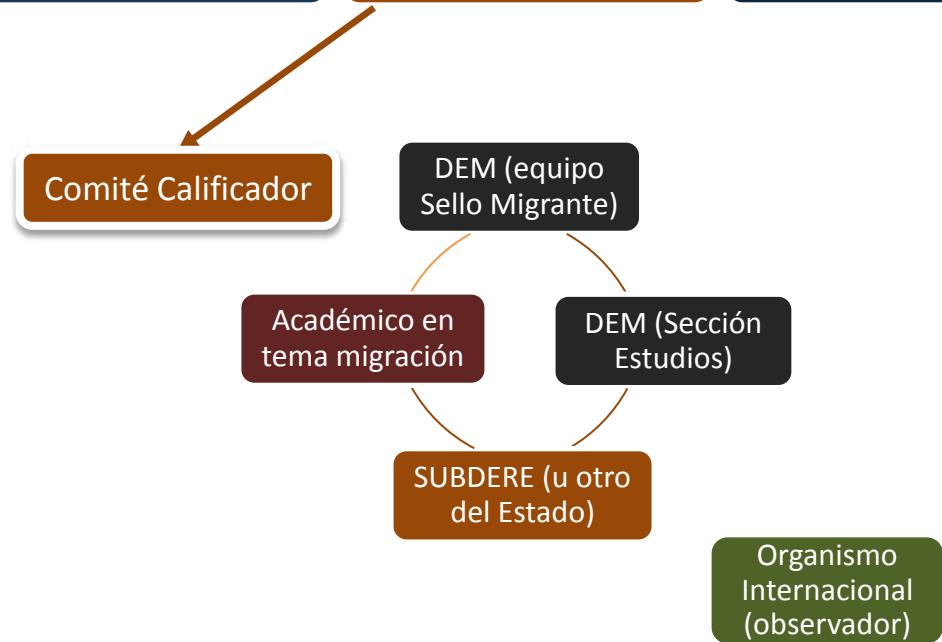 Comité Calificador
DEM (equipo
Sello Migrante)
Académico en
tema migración
DEM (Sección
Estudios)
SUBDERE (u otro
del Estado)
Organismo
Internacional
(observador)